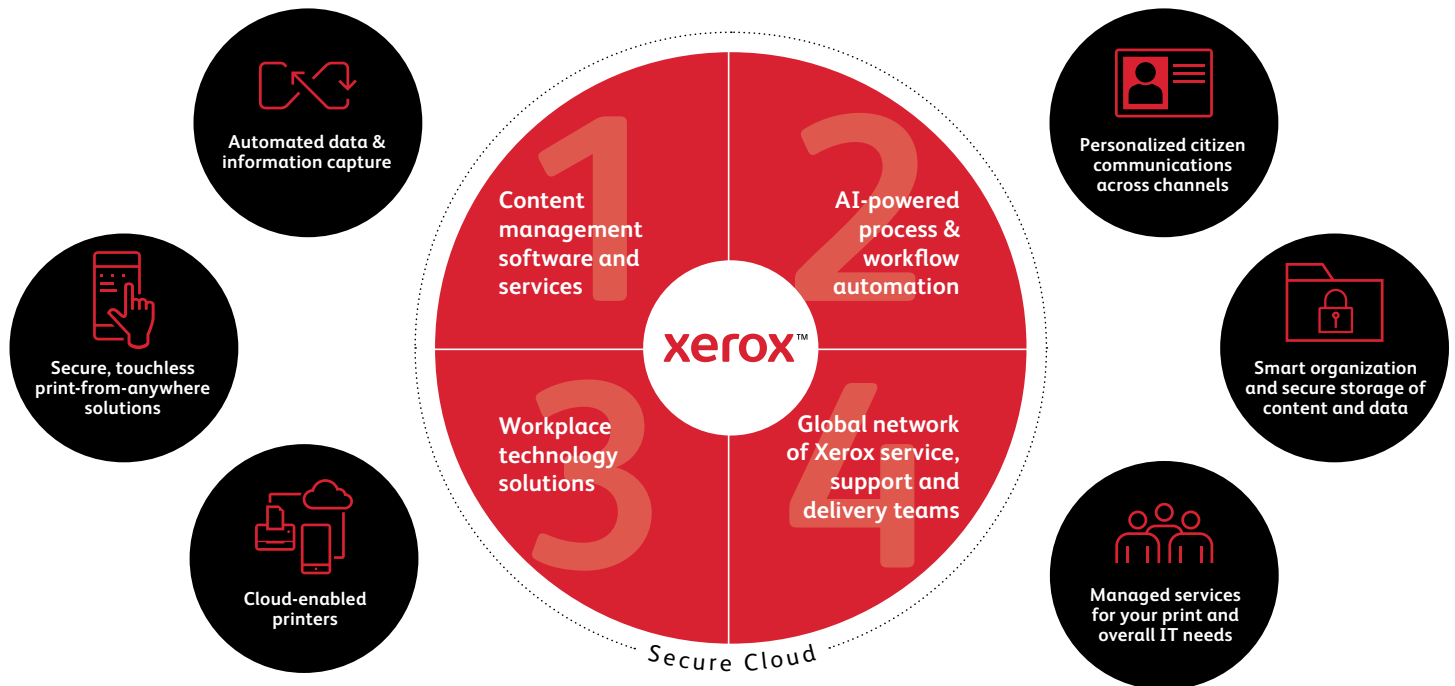 Automated data &
information capture
Secure, touchless
print-from-anywhere
solutions
Cloud-enabled
printers
1
Content
management
software and
services
2
AI-powered
process &
workflow
automation
xerox™
3
Workplace
technology
solutions
4
Global network
of Xerox service,
support and
delivery teams
Secure Cloud
Personalized citizen
communications
across channels
Smart organization
and secure storage of
content and data
Managed services
for your print and
overall IT needs